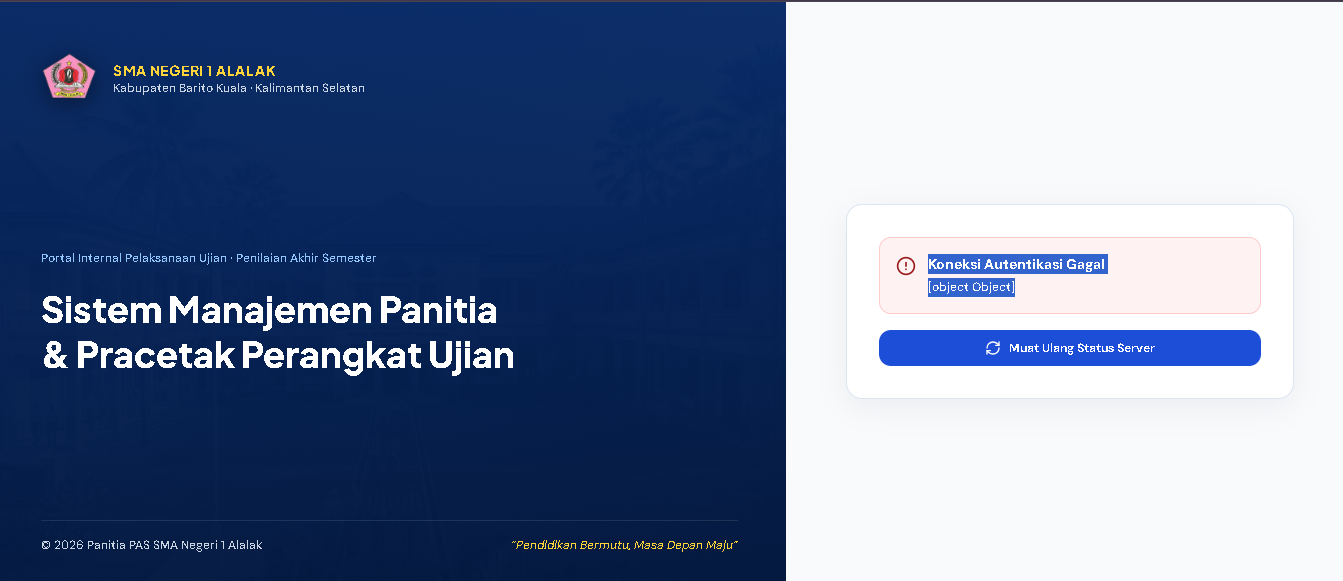 SMA NEGERI 1 ALALAK
Kabupaten Barito Kuala · Kalimantan Selatan
Portal Internal Pelaksanaan Ujian · Penilaian Akhir Semester
Sistem Manajemen Panitia
& Pracetak Perangkat Ujian
© 2026 Panitia PAS SMA Negeri 1 Alalak
"Pendidikan Bermutu, Masa Depan Maju"
Koneksi Autentikasi Gagal
[object Object]
Muat Ulang Status Server